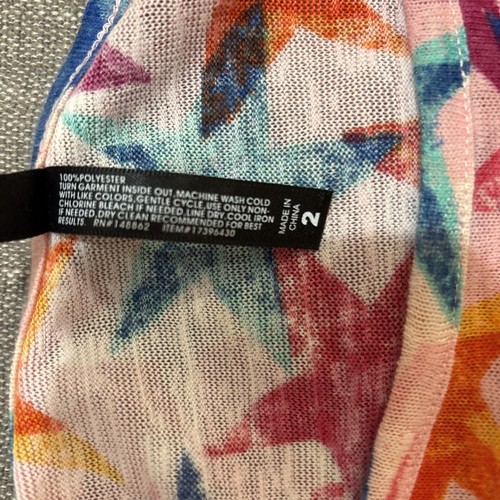 100%POLYESTER
TURN GARMENT INSIDE OUT. MACHINE WASH COLD
WITH LIKE COLORS, GENTLE CYCLE, USE ONLY NON-
CHLORINE BLEACH IF NEEDED. LINE DRY. COOL IRON
IF NEEDED. DRY CLEAN RECOMMENDED FOR BEST
RESULTS. RN#148862 ITEM#17396430
MADE IN
CHINA
2